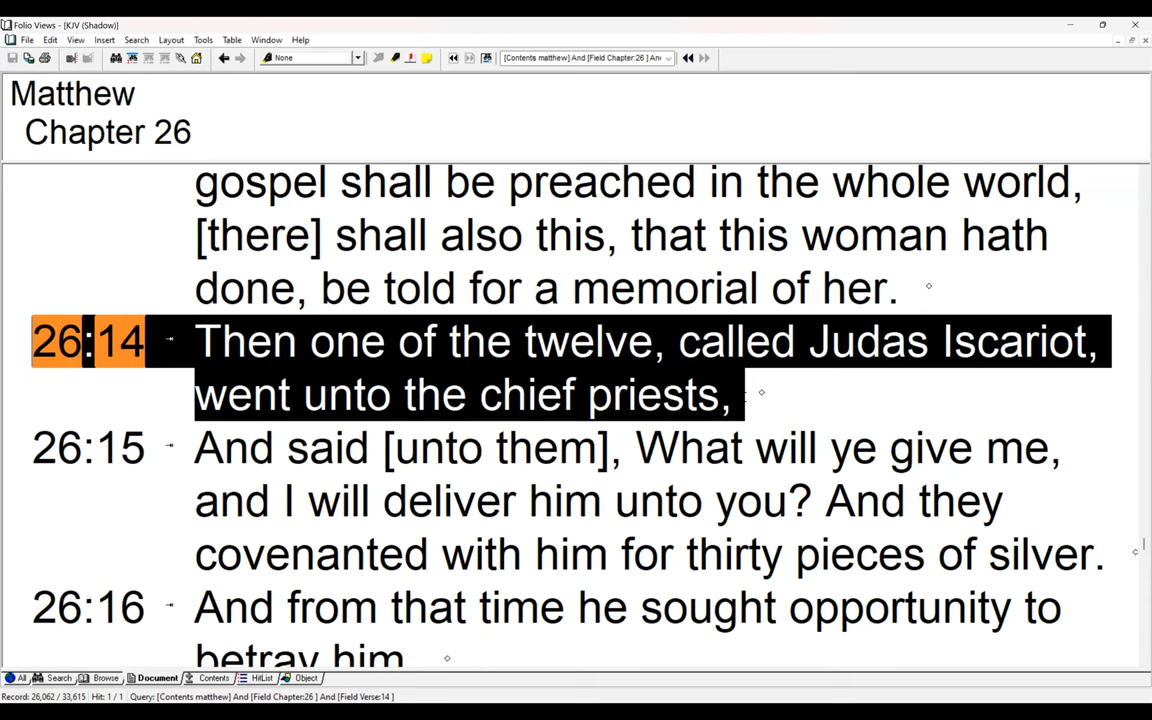 Folio Views - [KJV (Shadow)]
File Edit View Insert Search Layout Tools Table Window Help
None [Contents matthew] And [Field Chapter:26 ] An
Matthew
Chapter 26
gospel shall be preached in the whole world,
[there] shall also this, that this woman hath
done, be told for a memorial of her.
26:14 Then one of the twelve, called Judas Iscariot,
went unto the chief priests,
26:15 And said [unto them], What will ye give me,
and I will deliver him unto you? And they
covenanted with him for thirty pieces of silver.
26:16 And from that time he sought opportunity to
betray him.
All Search Browse Document Contents HitList Object
Record: 26,062 / 33,615 Hit: 1 / 1 Query: [Contents matthew] And [Field Chapter:26 ] And [Field Verse:14 ]